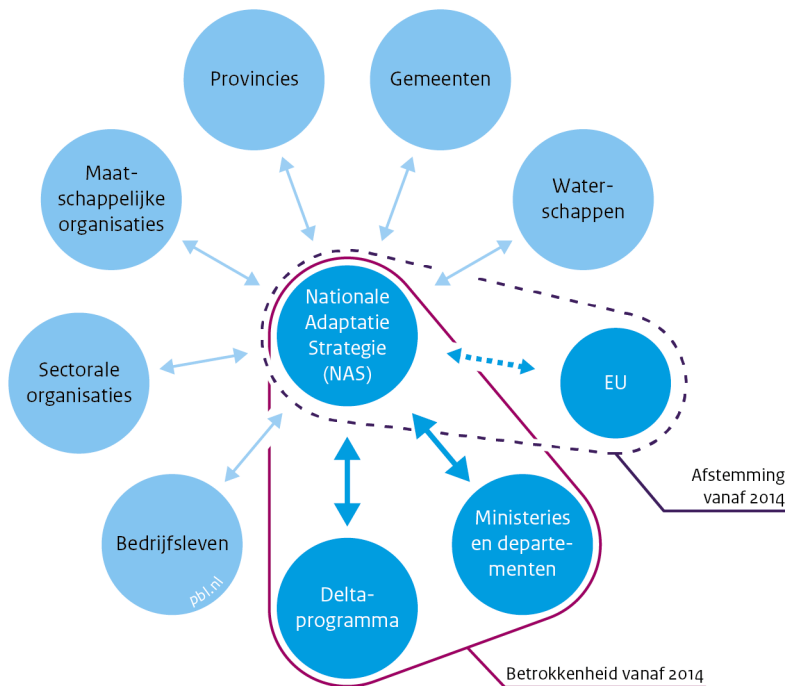 Provincies
Gemeenten
Maat-
schappelijke
organisaties
Water-
schappen
Nationale
Adaptatie
Strategie
(NAS)
EU
Sectorale
organisaties
Afstemming
vanaf 2014
Bedrijfsleven
pbl.nl
Ministeries
en departe-
menten
Delta-
programma
Betrokkenheid vanaf 2014